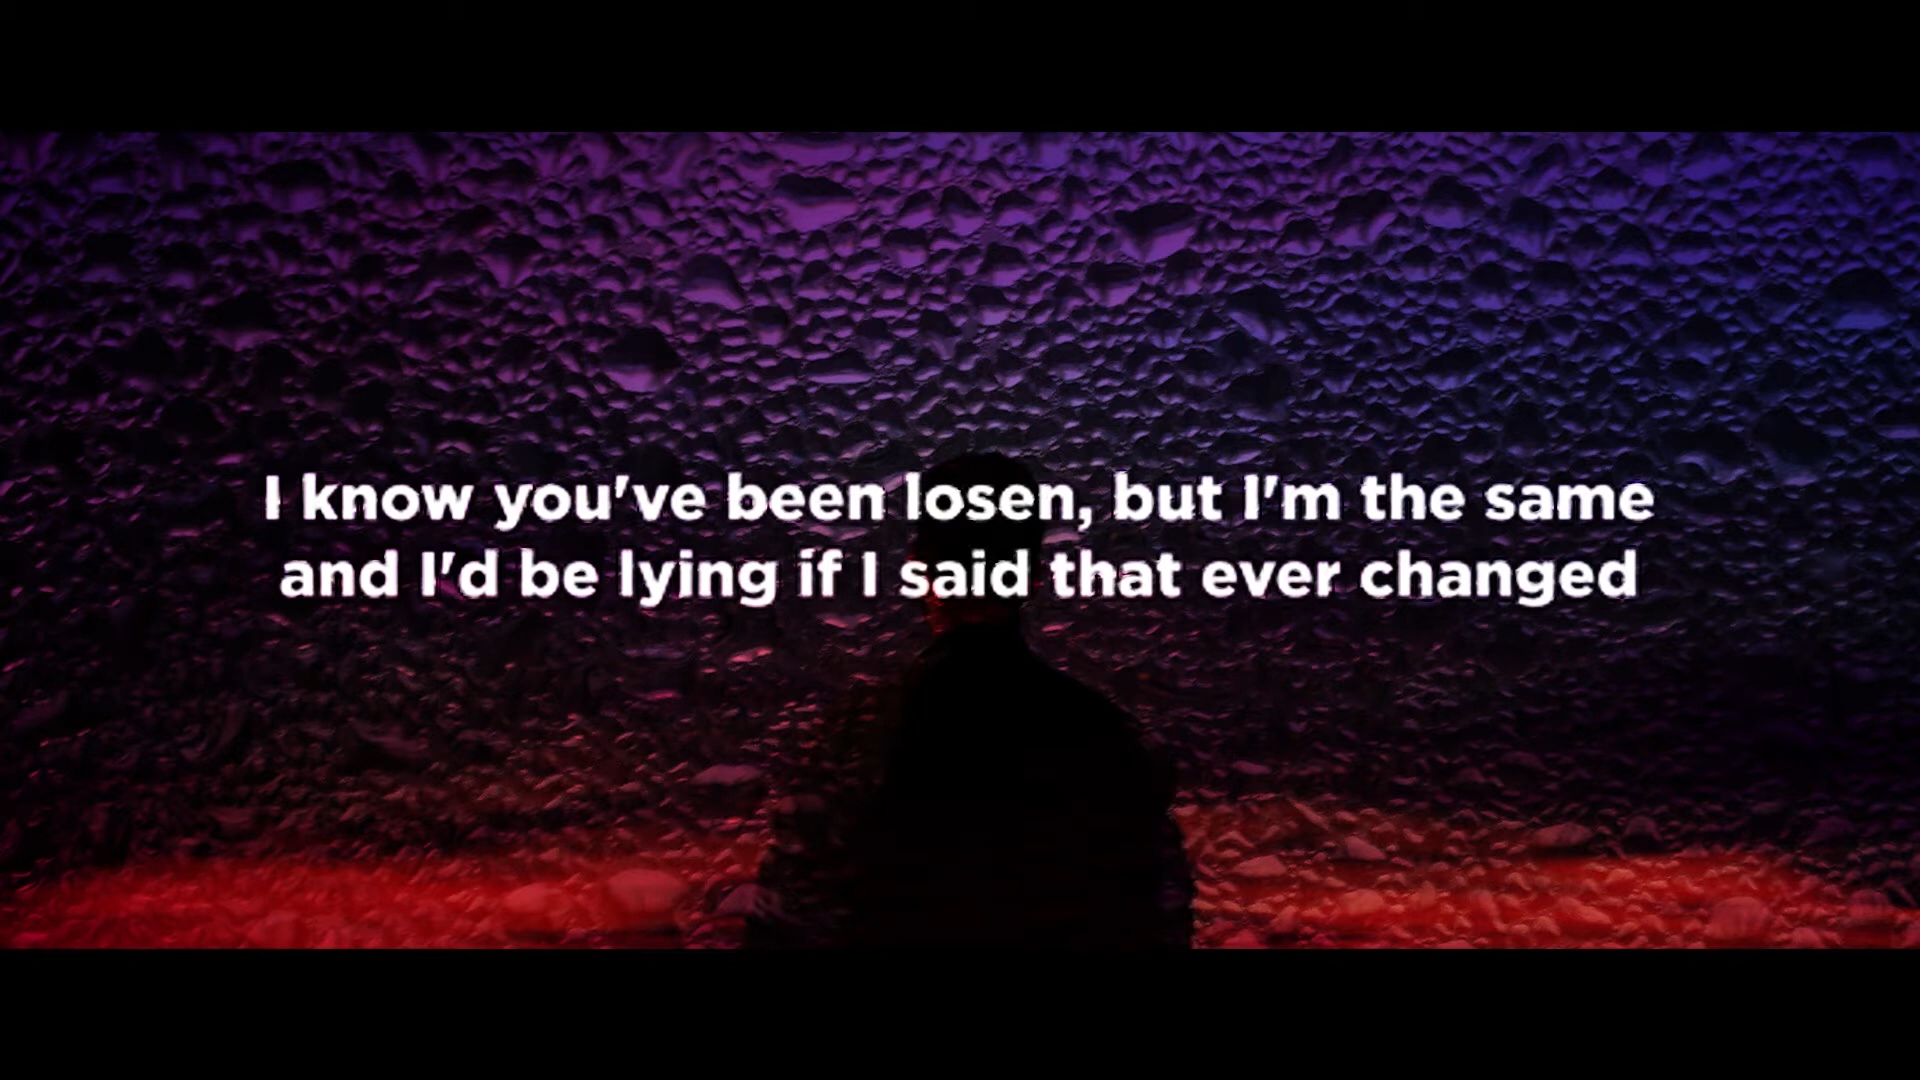 I know you've been losen, but I'm the same
and I'd be lying if I said that ever changed